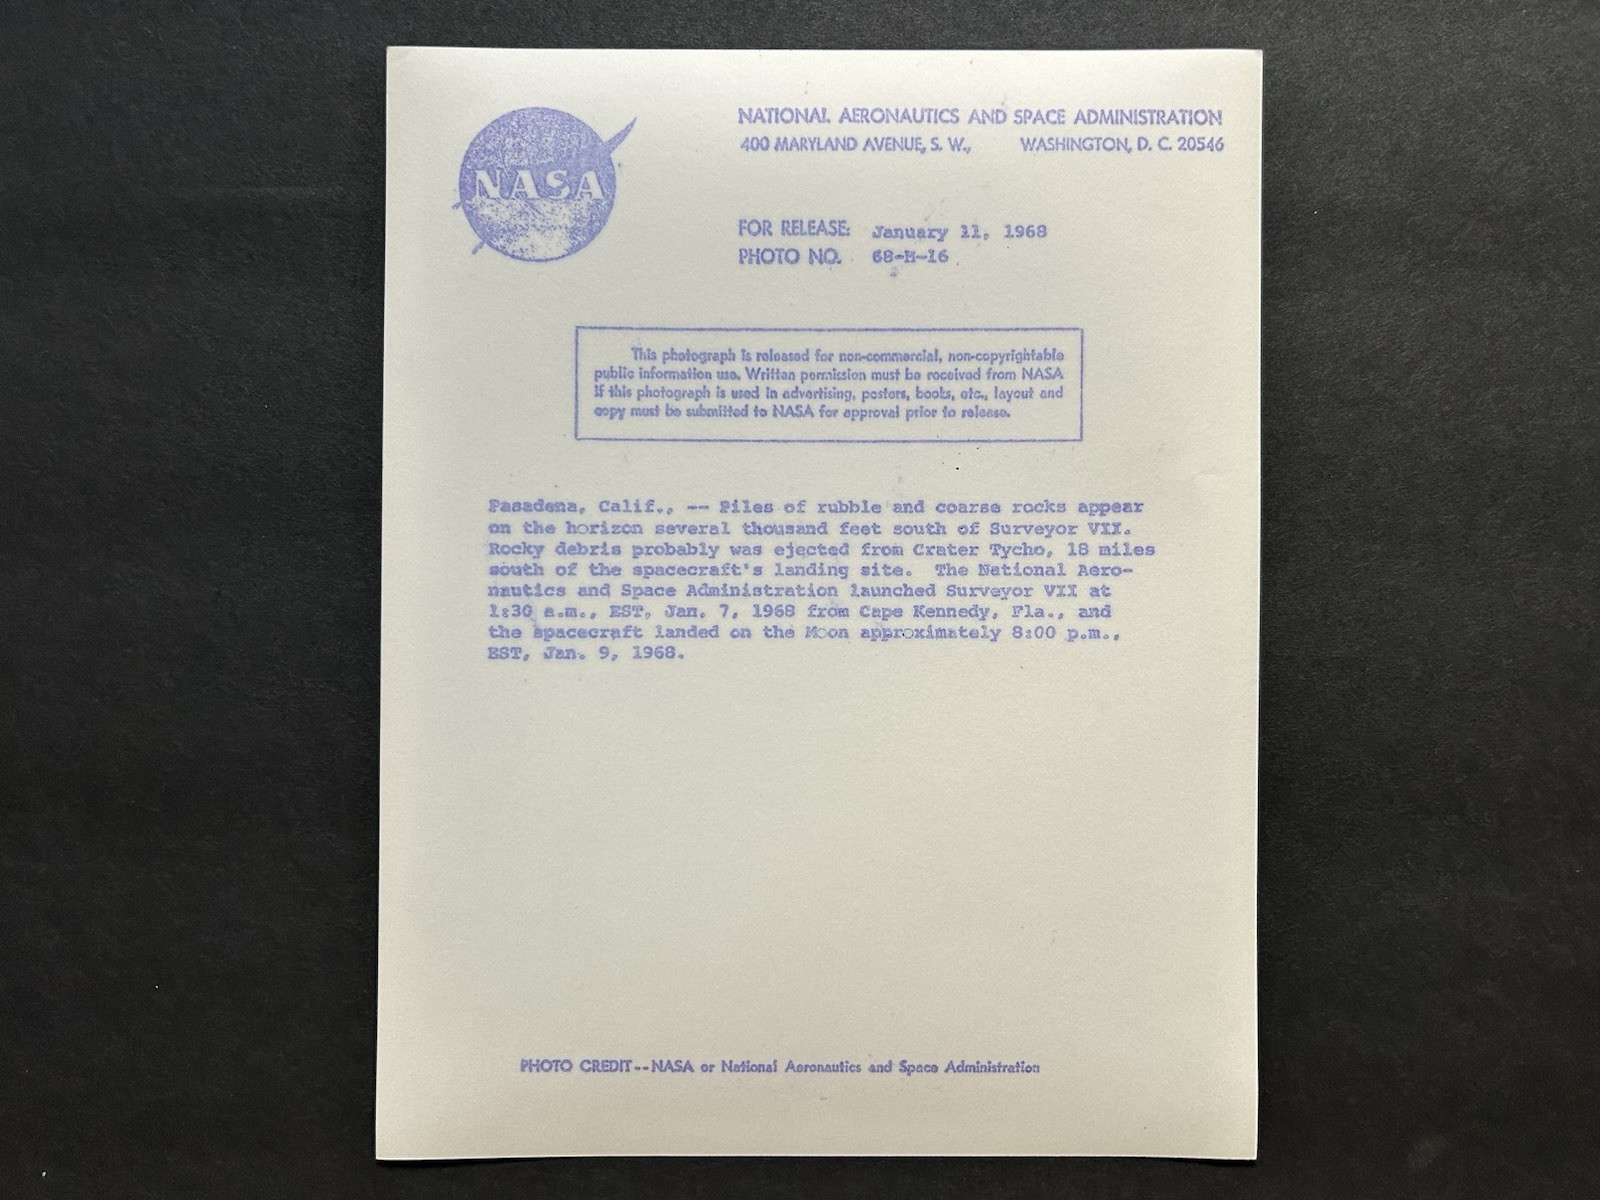 NASA
NATIONAL AERONAUTICS AND SPACE ADMINISTRATION
400 MARYLAND AVENUE, S. W., WASHINGTON, D. C. 20546
FOR RELEASE: January 11, 1968
PHOTO NO. 68-H-16
This photograph is released for non-commercial, non-copyrightable
public information use. Written permission must be received from NASA
if this photograph is used in advertising, posters, books, etc., layout and
copy must be submitted to NASA for approval prior to release.
Pasadena, Calif., -- Piles of rubble and coarse rocks appear
on the horizon several thousand feet south of Surveyor VII.
Rocky debris probably was ejected from Crater Tycho, 18 miles
south of the spacecraft's landing site. The National Aero-
nautics and Space Administration launched Surveyor VII at
1:30 a.m., EST, Jan. 7, 1968 from Cape Kennedy, Fla., and
the spacecraft landed on the Moon approximately 8:00 p.m.,
EST, Jan. 9, 1968.
PHOTO CREDIT--NASA or National Aeronautics and Space Administration